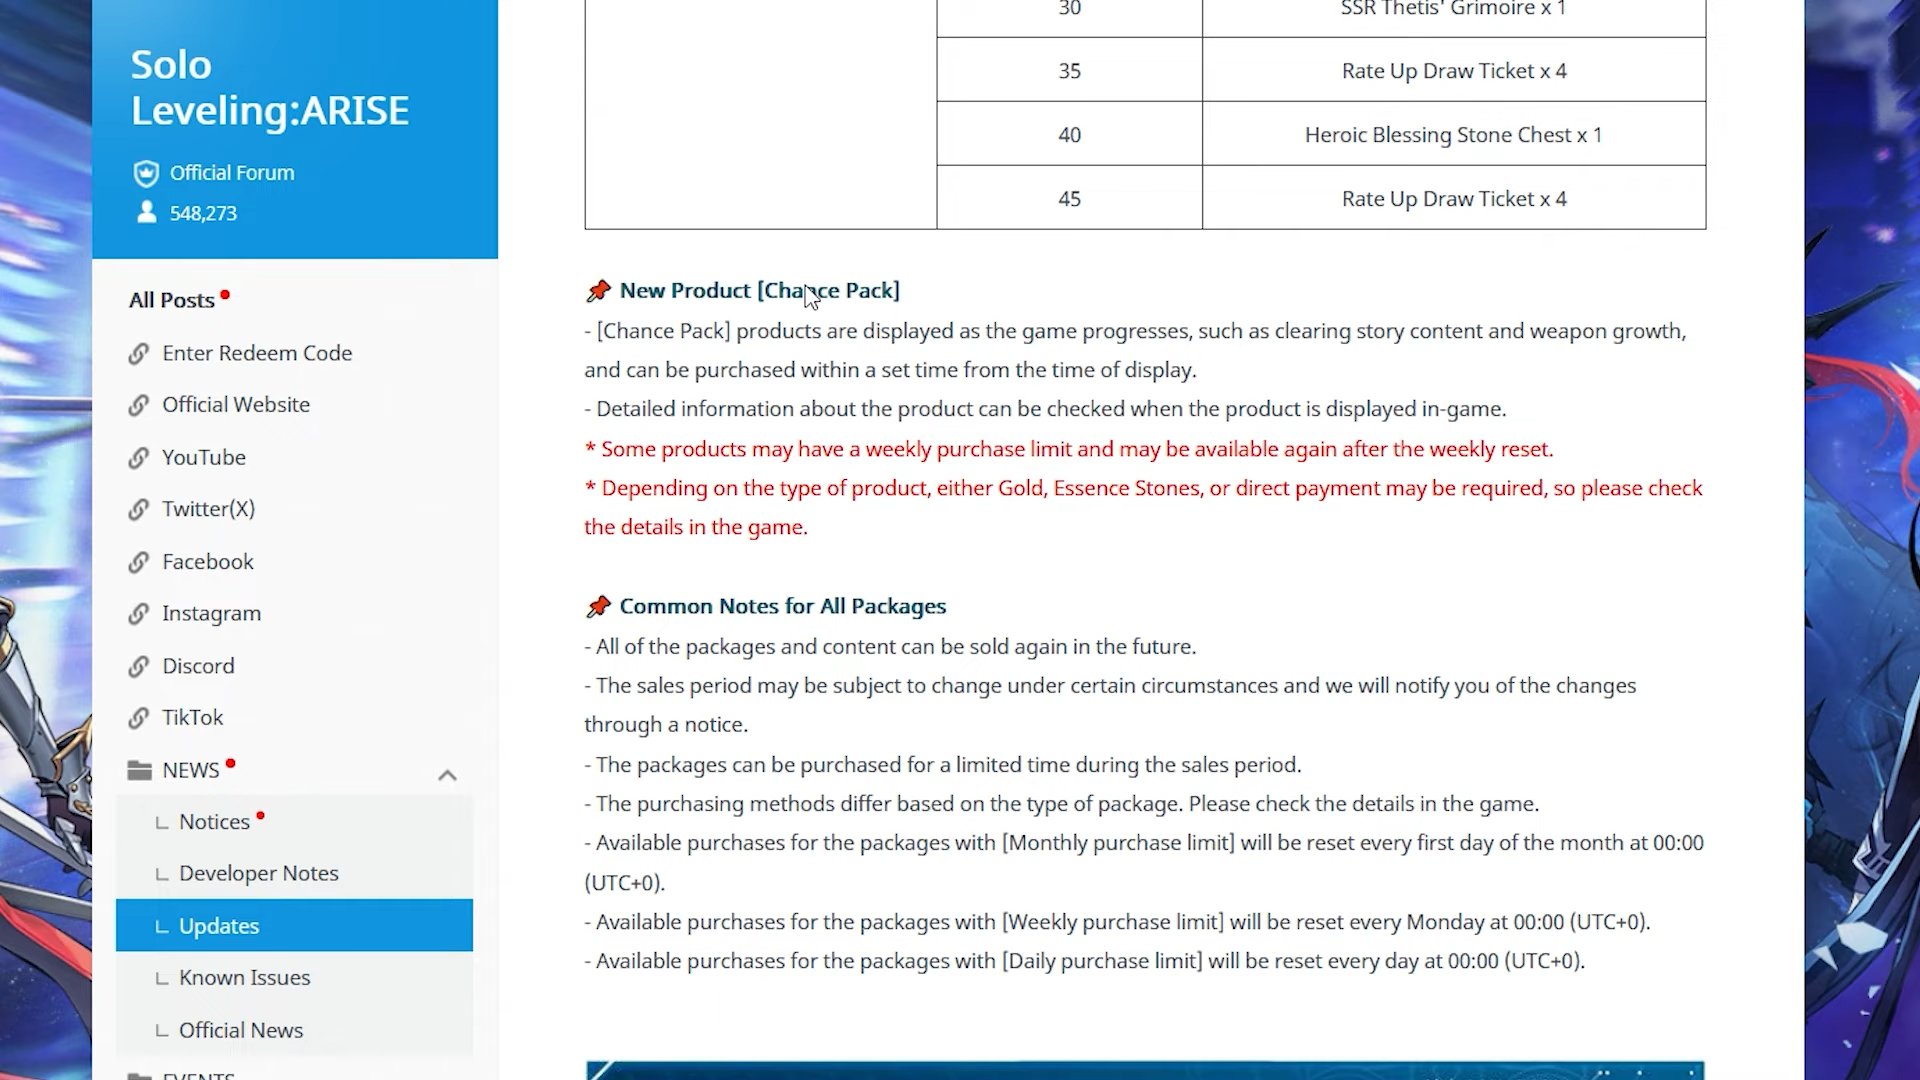 Solo
Leveling:ARISE
Official Forum
548,273
All Posts
Enter Redeem Code
Official Website
YouTube
Twitter(X)
Facebook
Instagram
Discord
TikTok
NEWS
Notices
Developer Notes
Updates
Known Issues
Official News
EVENTS
30 SSR Thetis' Grimoire x 1
35 Rate Up Draw Ticket x 4
40 Heroic Blessing Stone Chest x 1
45 Rate Up Draw Ticket x 4
New Product [Chance Pack]
- [Chance Pack] products are displayed as the game progresses, such as clearing story content and weapon growth,
and can be purchased within a set time from the time of display.
- Detailed information about the product can be checked when the product is displayed in-game.
* Some products may have a weekly purchase limit and may be available again after the weekly reset.
* Depending on the type of product, either Gold, Essence Stones, or direct payment may be required, so please check
the details in the game.
Common Notes for All Packages
- All of the packages and content can be sold again in the future.
- The sales period may be subject to change under certain circumstances and we will notify you of the changes
through a notice.
- The packages can be purchased for a limited time during the sales period.
- The purchasing methods differ based on the type of package. Please check the details in the game.
- Available purchases for the packages with [Monthly purchase limit] will be reset every first day of the month at 00:00
(UTC+0).
- Available purchases for the packages with [Weekly purchase limit] will be reset every Monday at 00:00 (UTC+0).
- Available purchases for the packages with [Daily purchase limit] will be reset every day at 00:00 (UTC+0).